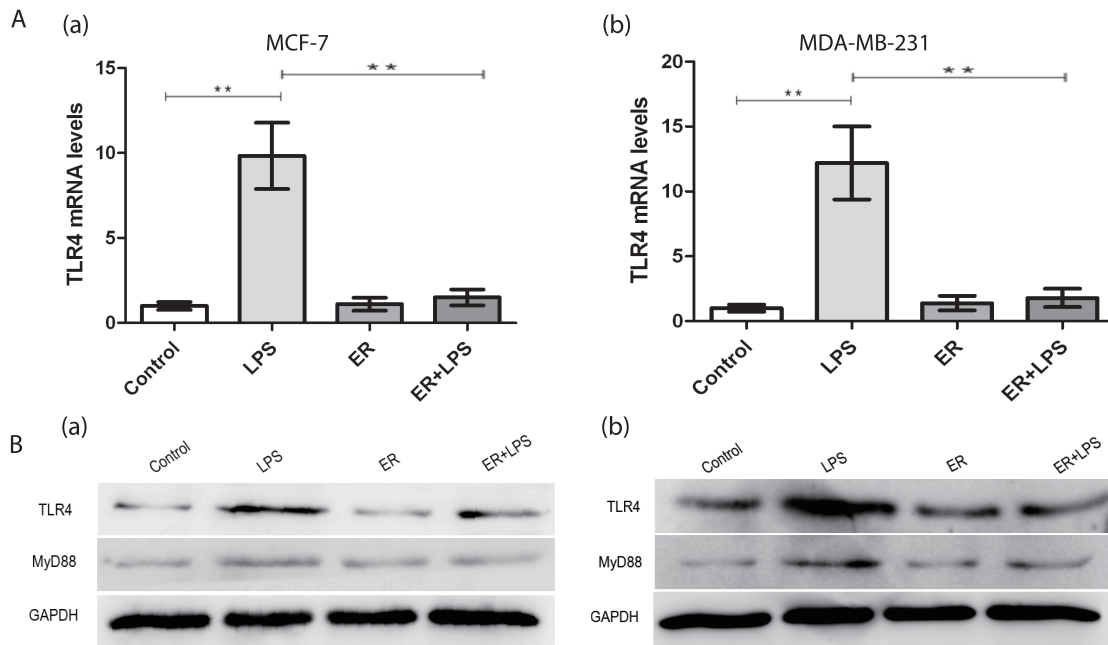 A
(a)
MCF-7
TLR4 mRNA levels
15
10
5
0
**
**
Control
LPS
ER
ER+LPS
(b)
MDA-MB-231
TLR4 mRNA levels
20
15
10
5
0
**
**
Control
LPS
ER
ER+LPS
B
(a)
Control
LPS
ER
ER+LPS
TLR4
MyD88
GAPDH
(b)
Control
LPS
ER
ER+LPS
TLR4
MyD88
GAPDH